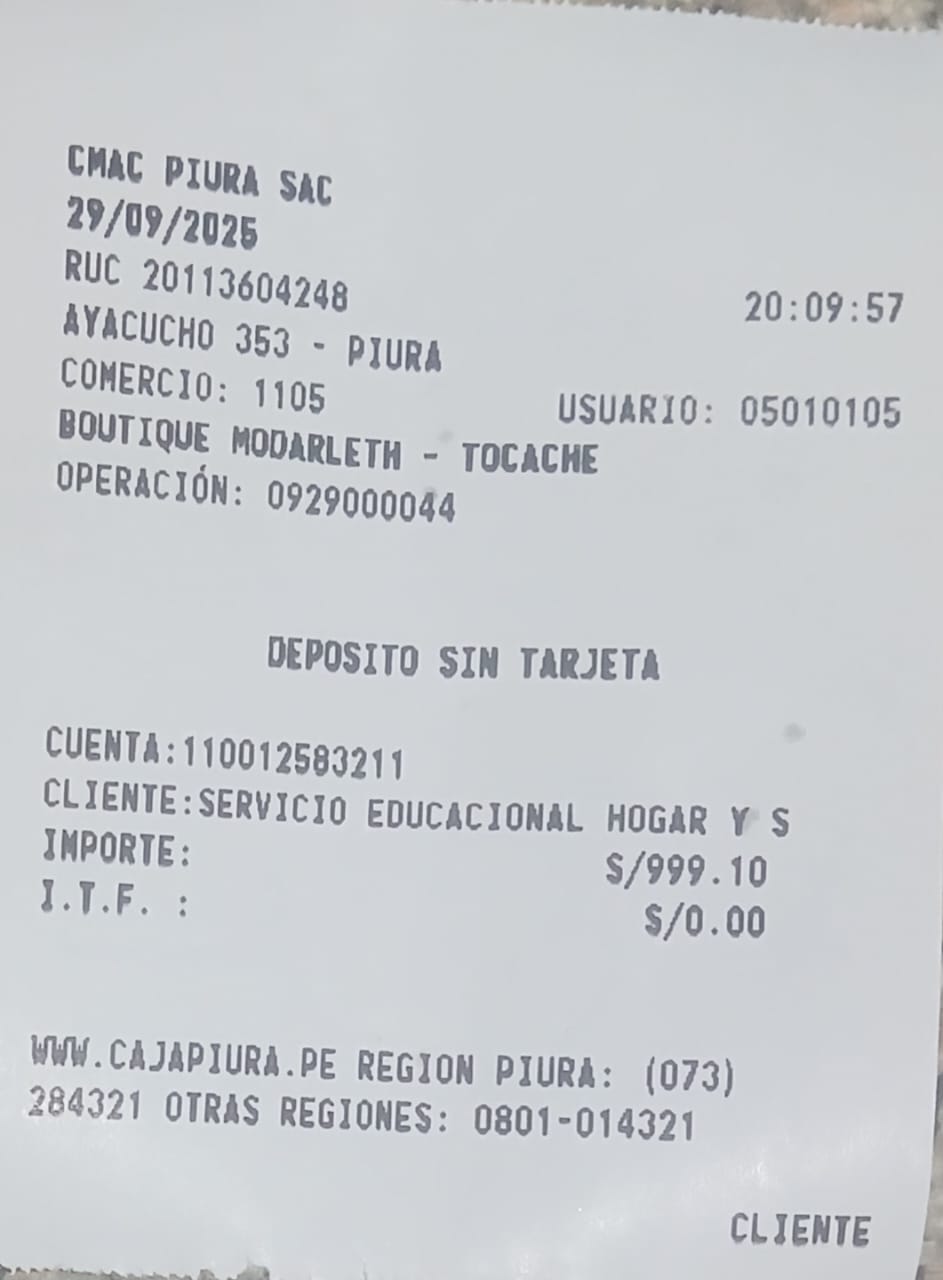 CMAC PIURA SAC
29/09/2025
RUC 20113604248 20:09:57
AYACUCHO 353 - PIURA
COMERCIO: 1105 USUARIO: 05010105
BOUTIQUE MODARLETH - TOCACHE
OPERACIÓN: 0929000044
DEPOSITO SIN TARJETA
CUENTA:110012583211
CLIENTE:SERVICIO EDUCACIONAL HOGAR Y S
IMPORTE: S/999.10
I.T.F. : S/0.00
WWW.CAJAPIURA.PE REGION PIURA: (073)
284321 OTRAS REGIONES: 0801-014321
CLIENTE